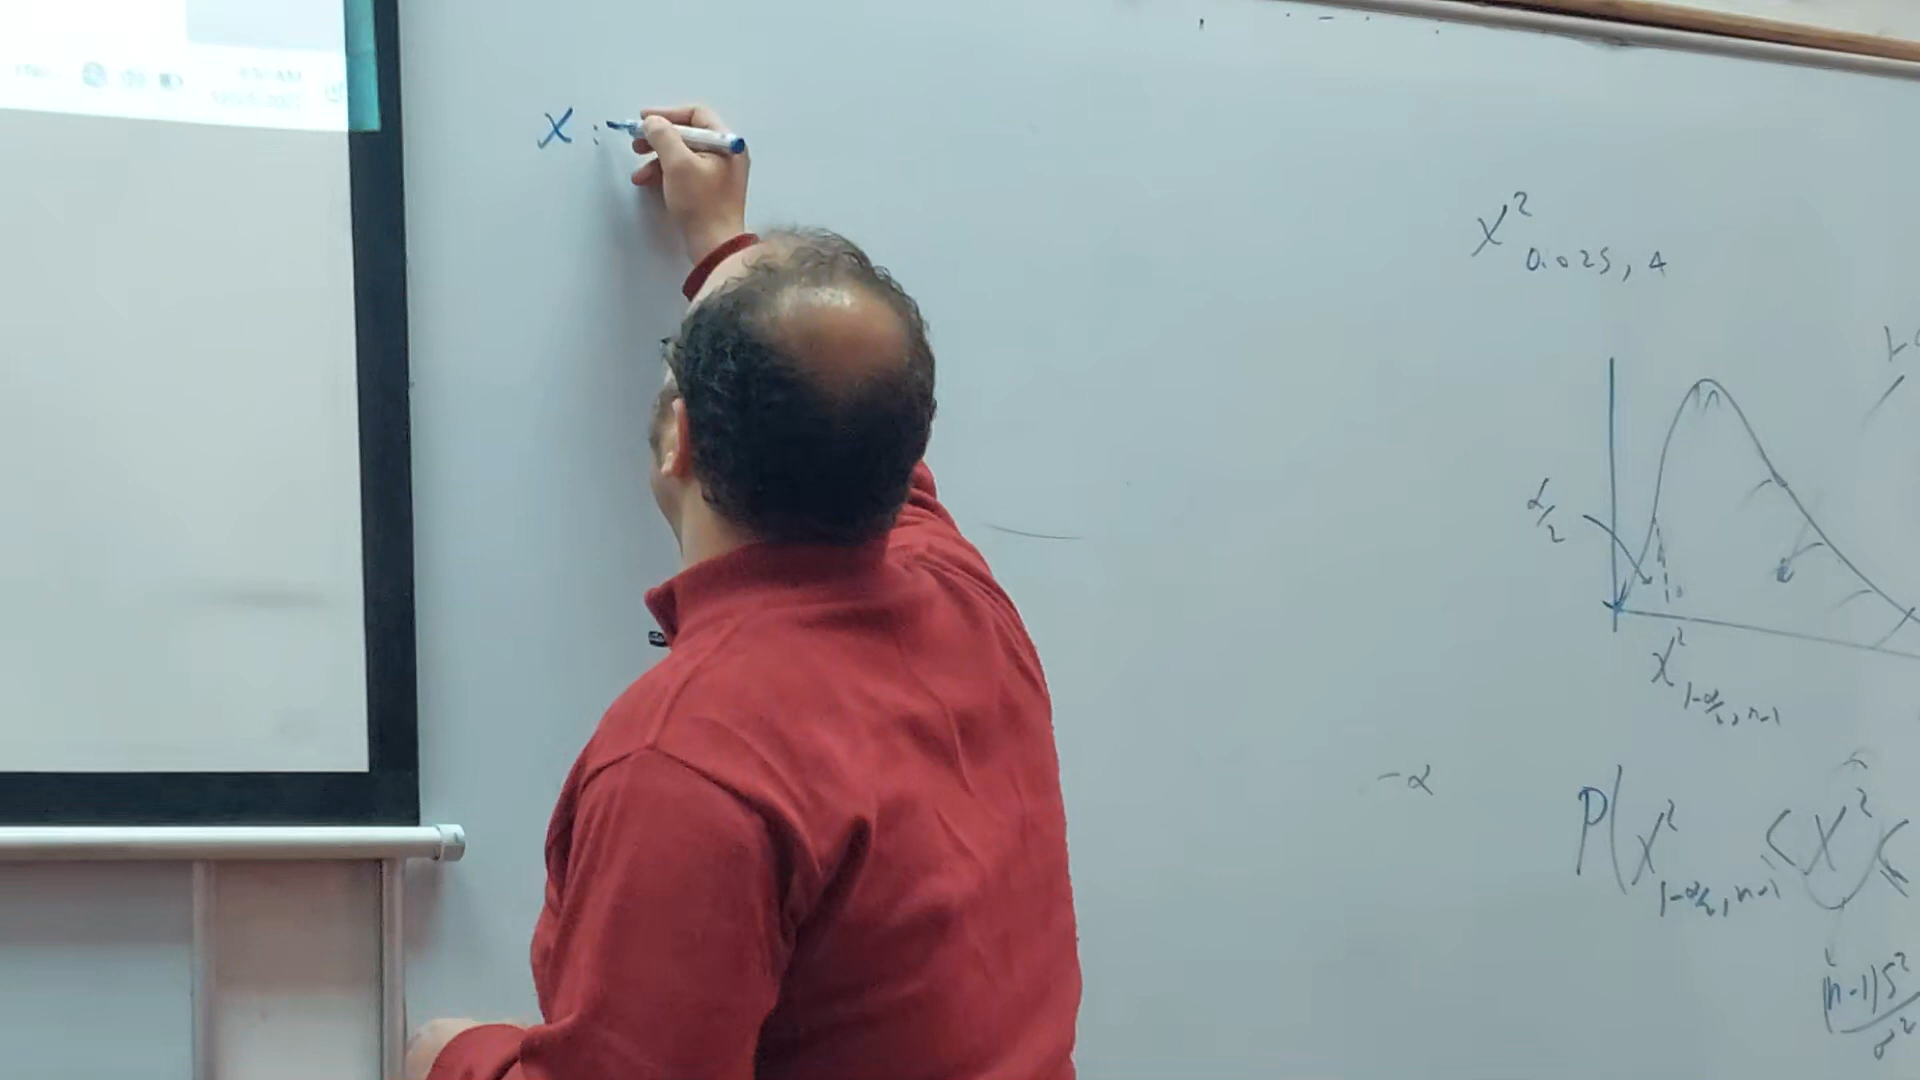 X :
χ² 0.025, 4
α/2
χ² 1-α/2, n-1
-α
P(χ² 1-α/2, n-1 < χ² <
(n-1)S²/σ²